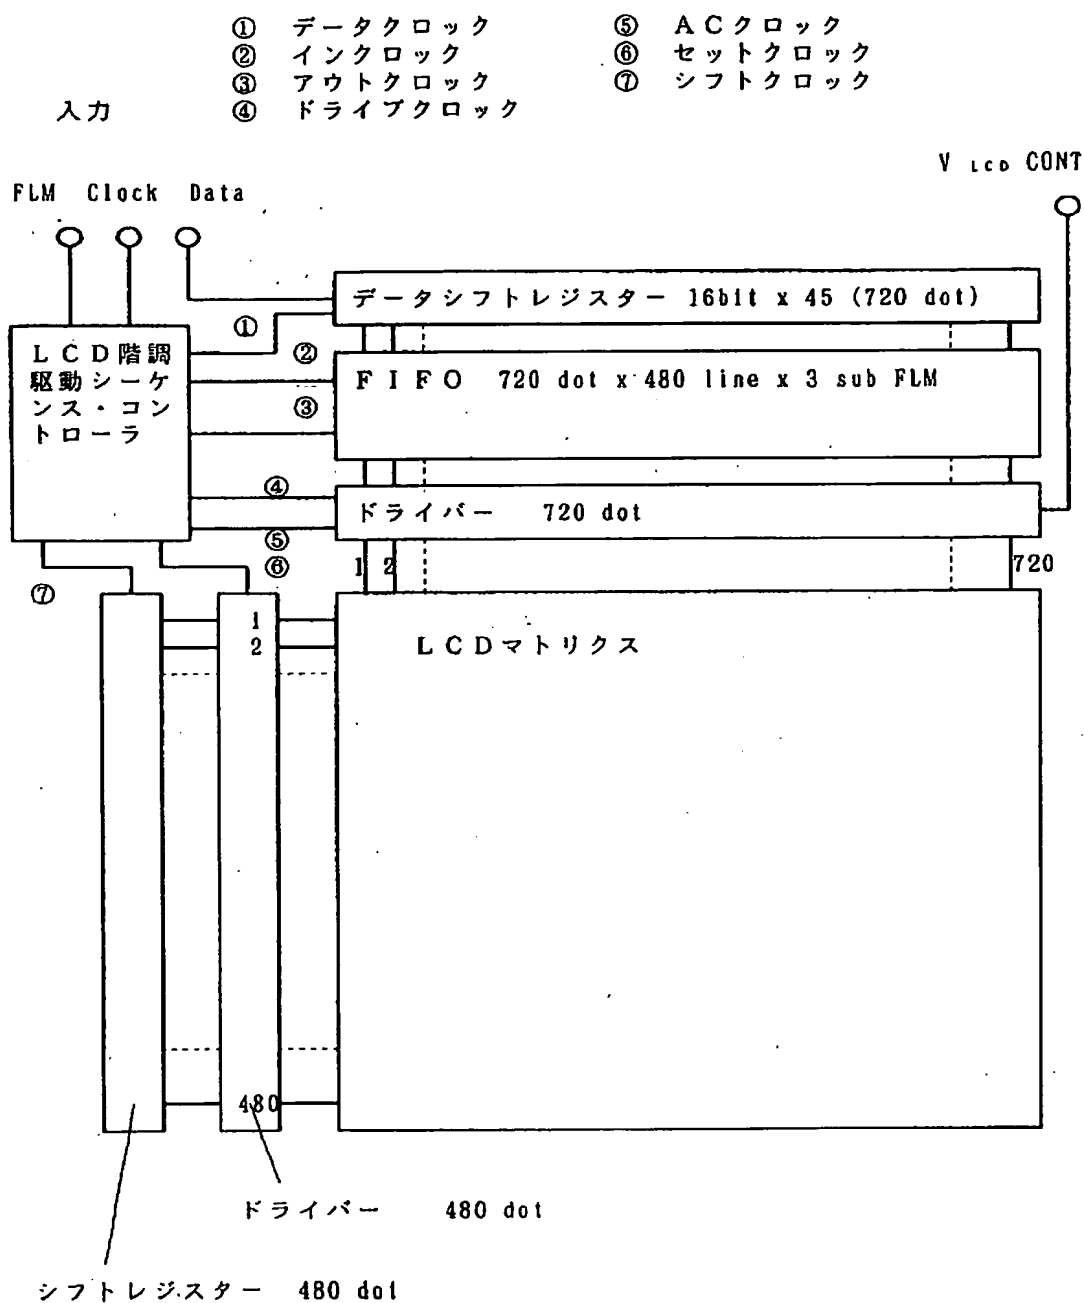 ① データクロック
② インクロック
③ アウトクロック
④ ドライブクロック
⑤ ACクロック
⑥ セットクロック
⑦ シフトクロック
入力
V LCD CONT
FLM Clock Data
データシフトレジスター 16bit x 45 (720 dot)
①
LCD階調
駆動シーケ
ンス・コン
トローラ
②
FIFO 720 dot x 480 line x 3 sub FLM
③
④
ドライバー 720 dot
⑤
⑥
1 2
720
⑦
1
2
LCDマトリクス
480
ドライバー 480 dot
シフトレジスター 480 dot